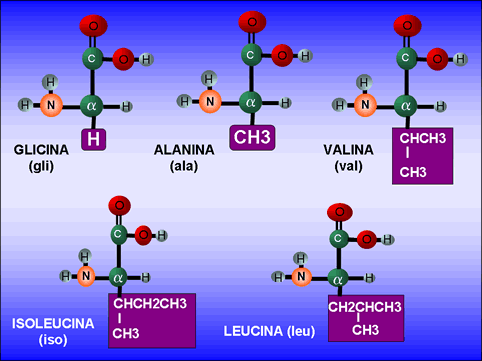 O
C O H
H
H N α H
GLICINA
(gli)
H
O
C O H
H
H N α H
ALANINA
(ala)
CH3
O
C O H
H
H N α H
VALINA
(val)
CHCH3
CH3
O
C O H
H
H N α H
ISOLEUCINA
(iso)
CHCH2CH3
CH3
O
C O H
H
H N α H
LEUCINA (leu)
CH2CHCH3
CH3